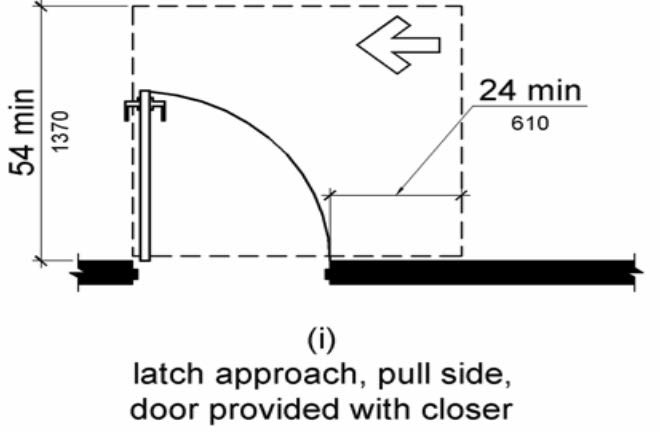 54 min
1370
24 min
610
(i)
latch approach, pull side,
door provided with closer